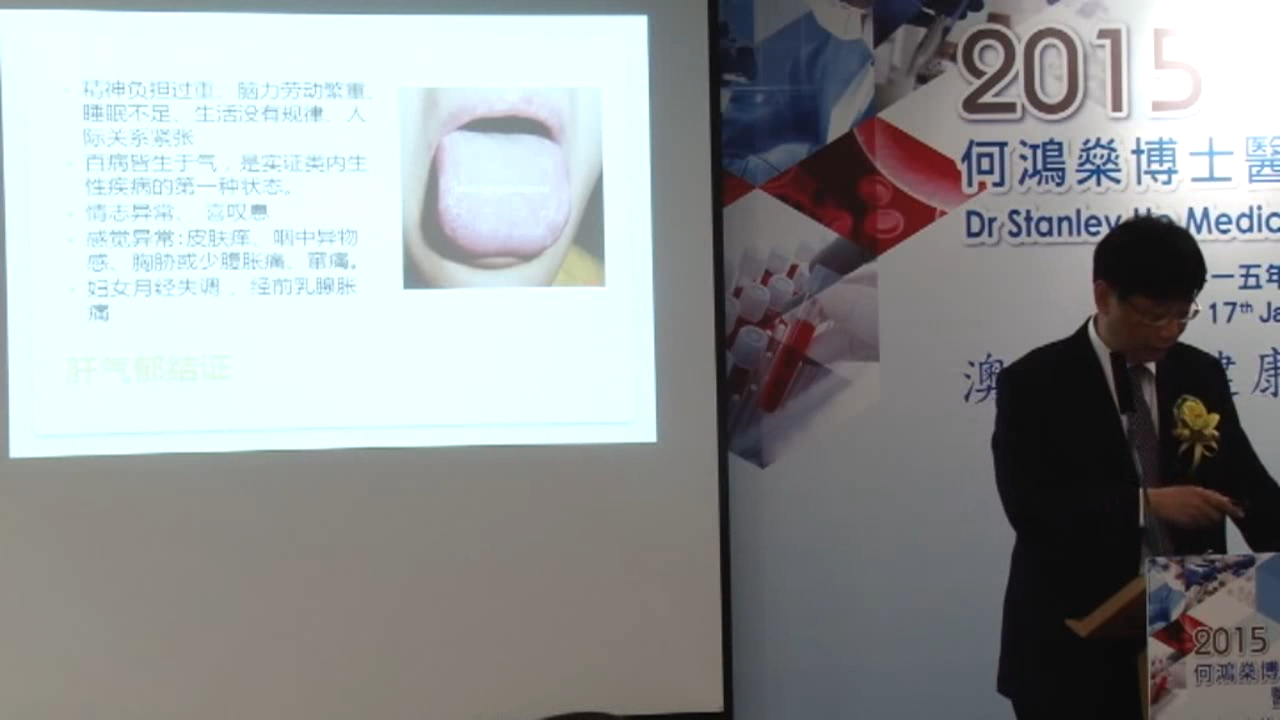 精神负担过重、脑力劳动繁重、
睡眠不足、生活没有规律、人
际关系紧张
百病皆生于气，是实证类内生
性疾病的第一种状态。
情志异常、 喜叹息
感觉异常:皮肤痒、咽中异物
感、胸胁或少腹胀痛、窜痛。
妇女月经失调 、经前乳腺胀
痛
肝气郁结证
2015
何鴻燊博士醫
Dr Stanley Ho Medic
一五年
17th Ja
澳
建康
2015
何鴻燊博